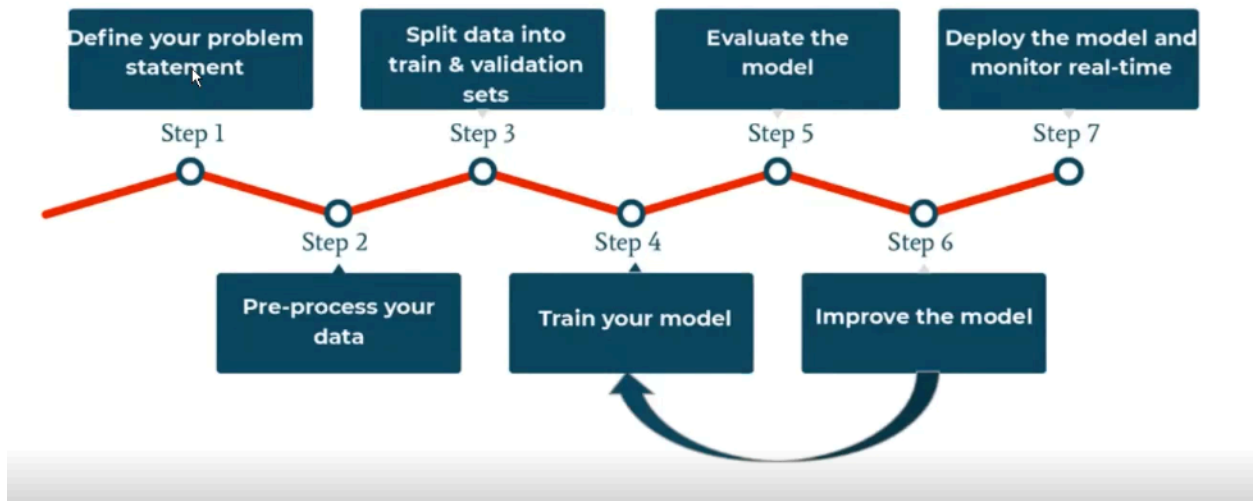 Define your problem
statement
Step 1
Step 2
Pre-process your
data
Split data into
train & validation
sets
Step 3
Step 4
Train your model
Evaluate the
model
Step 5
Step 6
Improve the model
Deploy the model and
monitor real-time
Step 7